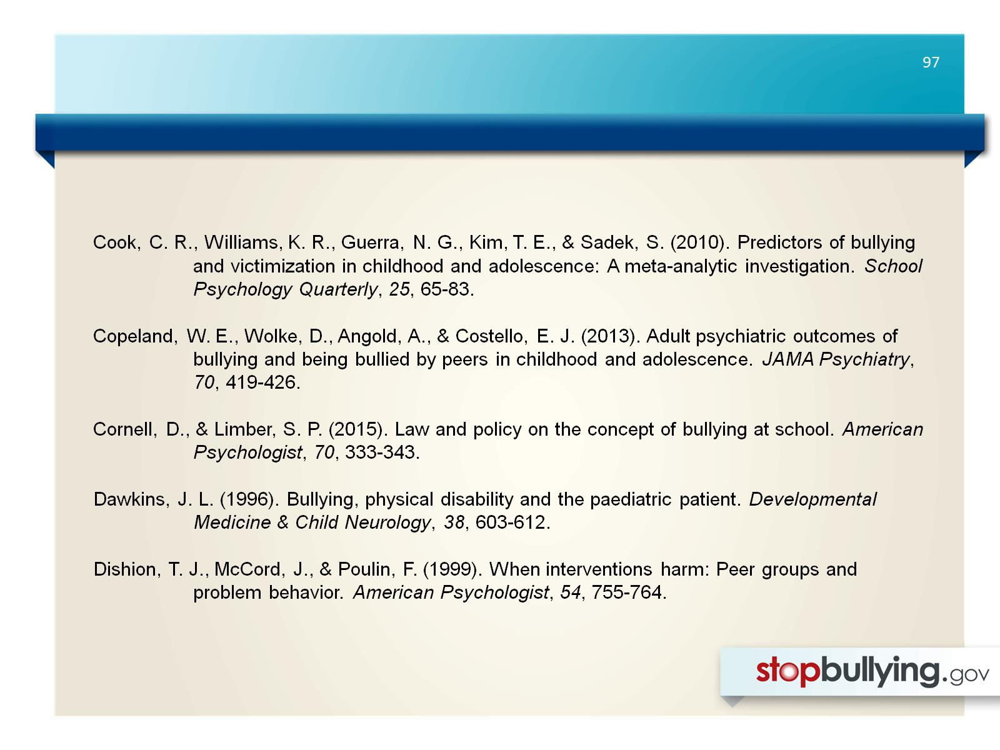 97
Cook, C. R., Williams, K. R., Guerra, N. G., Kim, T. E., & Sadek, S. (2010). Predictors of bullying
and victimization in childhood and adolescence: A meta-analytic investigation. School
Psychology Quarterly, 25, 65-83.
Copeland, W. E., Wolke, D., Angold, A., & Costello, E. J. (2013). Adult psychiatric outcomes of
bullying and being bullied by peers in childhood and adolescence. JAMA Psychiatry,
70, 419-426.
Cornell, D., & Limber, S. P. (2015). Law and policy on the concept of bullying at school. American
Psychologist, 70, 333-343.
Dawkins, J. L. (1996). Bullying, physical disability and the paediatric patient. Developmental
Medicine & Child Neurology, 38, 603-612.
Dishion, T. J., McCord, J., & Poulin, F. (1999). When interventions harm: Peer groups and
problem behavior. American Psychologist, 54, 755-764.
stopbullying.gov